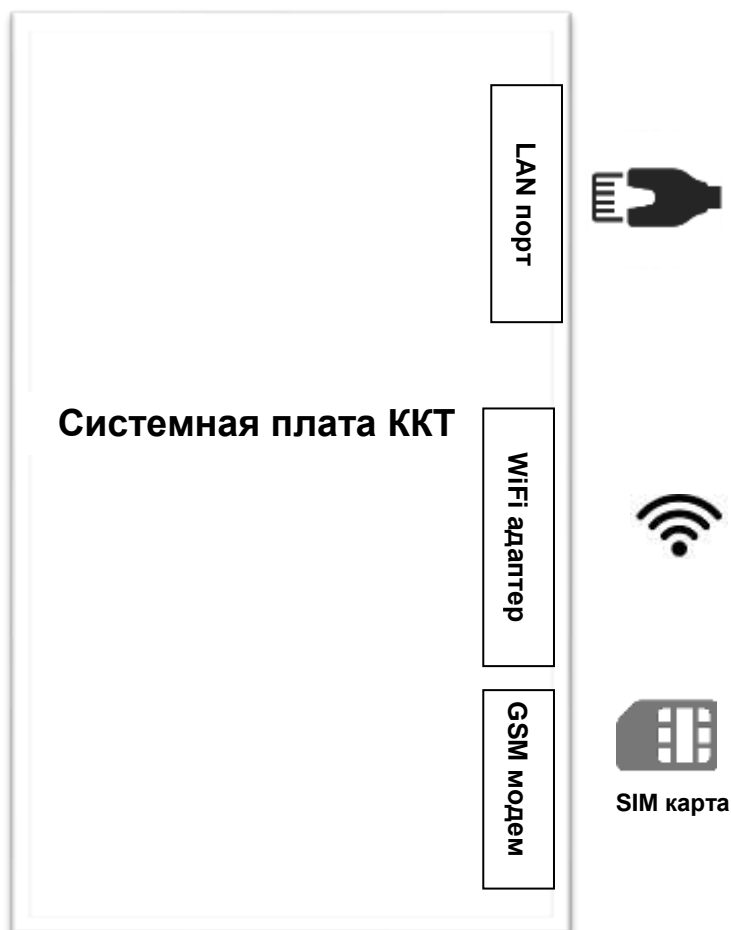 LAN порт
Системная плата ККТ
WiFi адаптер
GSM модем
SIM карта